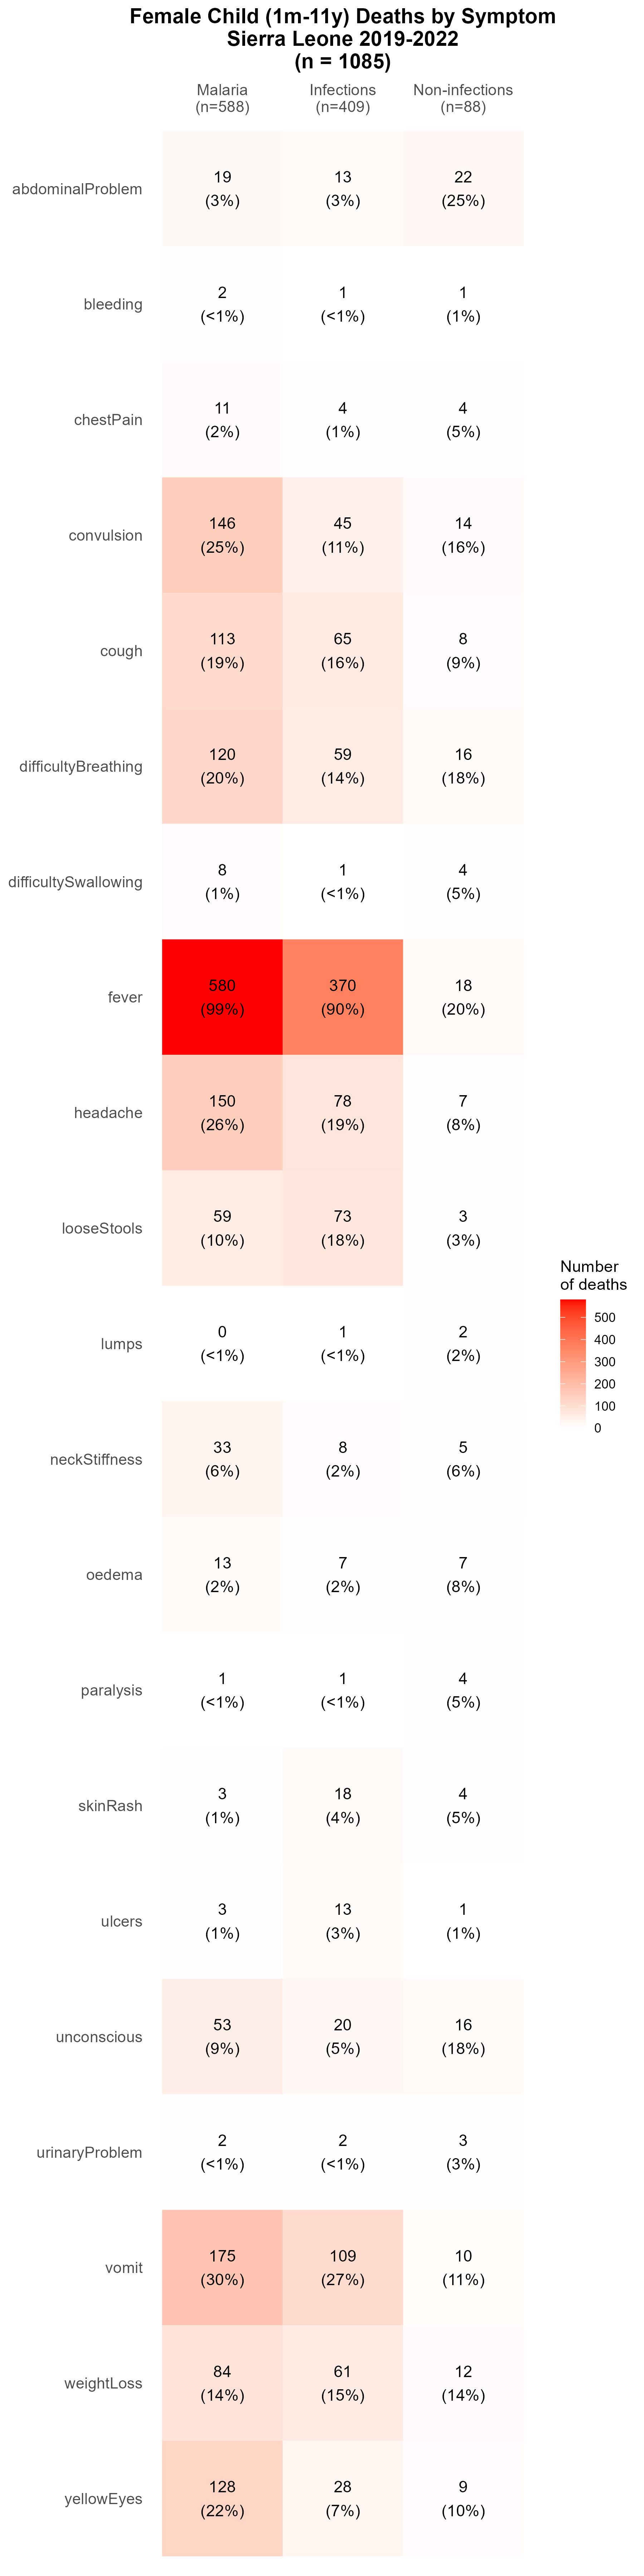 Female Child (1m-11y) Deaths by Symptom
Sierra Leone 2019-2022
(n = 1085)
Malaria Infections Non-infections
(n=588) (n=409) (n=88)
abdominalProblem
19 13 22
(3%) (3%) (25%)
bleeding
2 1 1
(<1%) (<1%) (1%)
chestPain
11 4 4
(2%) (1%) (5%)
convulsion
146 45 14
(25%) (11%) (16%)
cough
113 65 8
(19%) (16%) (9%)
difficultyBreathing
120 59 16
(20%) (14%) (18%)
difficultySwallowing
8 1 4
(1%) (<1%) (5%)
fever
580 370 18
(99%) (90%) (20%)
headache
150 78 7
(26%) (19%) (8%)
looseStools
59 73 3
(10%) (18%) (3%)
lumps
0 1 2
(<1%) (<1%) (2%)
neckStiffness
33 8 5
(6%) (2%) (6%)
oedema
13 7 7
(2%) (2%) (8%)
paralysis
1 1 4
(<1%) (<1%) (5%)
skinRash
3 18 4
(1%) (4%) (5%)
ulcers
3 13 1
(1%) (3%) (1%)
unconscious
53 20 16
(9%) (5%) (18%)
urinaryProblem
2 2 3
(<1%) (<1%) (3%)
vomit
175 109 10
(30%) (27%) (11%)
weightLoss
84 61 12
(14%) (15%) (14%)
yellowEyes
128 28 9
(22%) (7%) (10%)
Number
of deaths
500
400
300
200
100
0